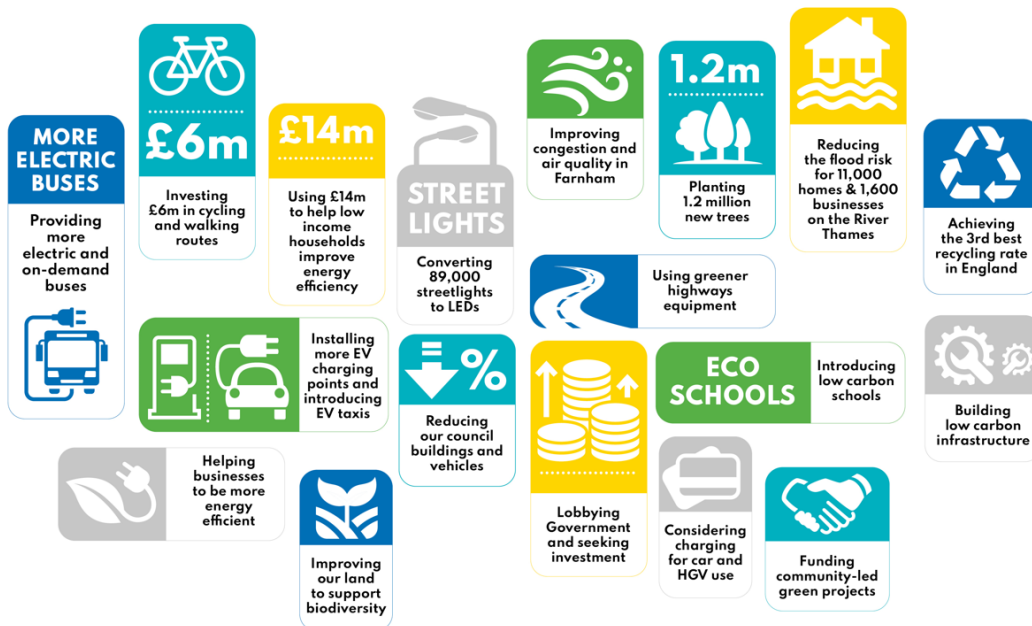 MORE
ELECTRIC
BUSES
Providing
more
electric and
on-demand
buses
£6m
Investing
£6m in cycling
and walking
routes
£14m
Using £14m
to help low
income
households
improve
energy
efficiency
STREET
LIGHTS
Converting
89,000
streetlights
to LEDs
Improving
congestion and
air quality in
Farnham
1.2m
Planting
1.2 million
new trees
Reducing
the flood risk
for 11,000
homes & 1,600
businesses
on the River
Thames
Achieving
the 3rd best
recycling rate
in England
Using greener
highways
equipment
Installing
more EV
charging
points and
introducing
EV taxis
%
Reducing
our council
buildings and
vehicles
Lobbying
Government
and seeking
investment
ECO
SCHOOLS
Introducing
low carbon
schools
Building
low carbon
infrastructure
Helping
businesses
to be more
energy
efficient
Improving
our land
to support
biodiversity
Considering
charging
for car and
HGV use
Funding
community-led
green projects